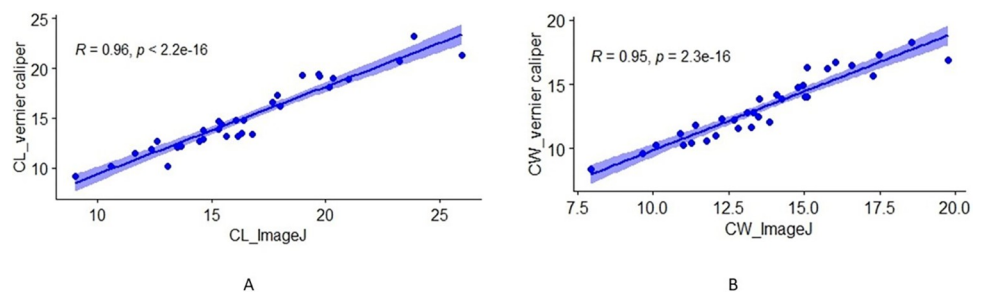 25
20
15
10
CL_vernier caliper
R = 0.96, p < 2.2e-16
10 15 20 25
CL_ImageJ
A
20
15
10
CW_vernier caliper
R = 0.95, p = 2.3e-16
7.5 10.0 12.5 15.0 17.5 20.0
CW_ImageJ
B